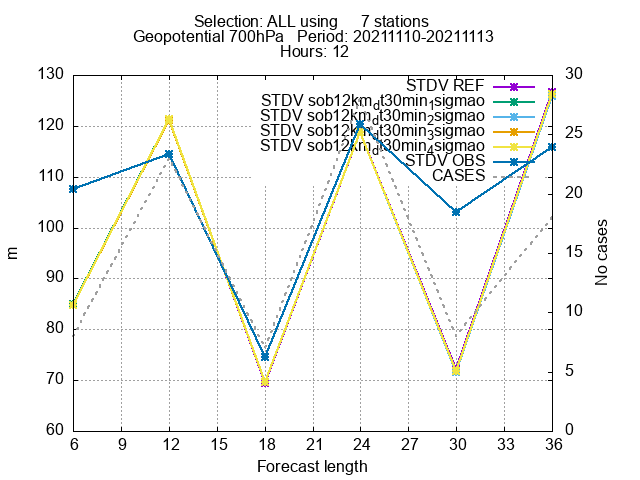 Selection: ALL using 7 stations
Geopotential 700hPa Period: 20211110-20211113
Hours: 12
130 30
STDV REF
STDV sob12km_dt30min_1sigmao
STDV sob12km_dt30min_2sigmao
STDV sob12km_dt30min_3sigmao
STDV sob12km_dt30min_4sigmao
STDV OBS
CASES
120 25
110 20
100
90 15
80 10
70 5
60 0
m
No cases
6 9 12 15 18 21 24 27 30 33 36
Forecast length